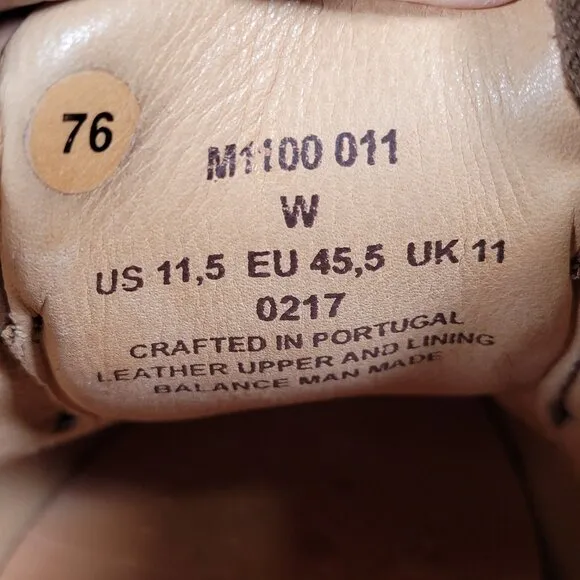 76
M1100 011
W
US 11,5 EU 45,5 UK 11
0217
CRAFTED IN PORTUGAL
LEATHER UPPER AND LINING
BALANCE MAN MADE